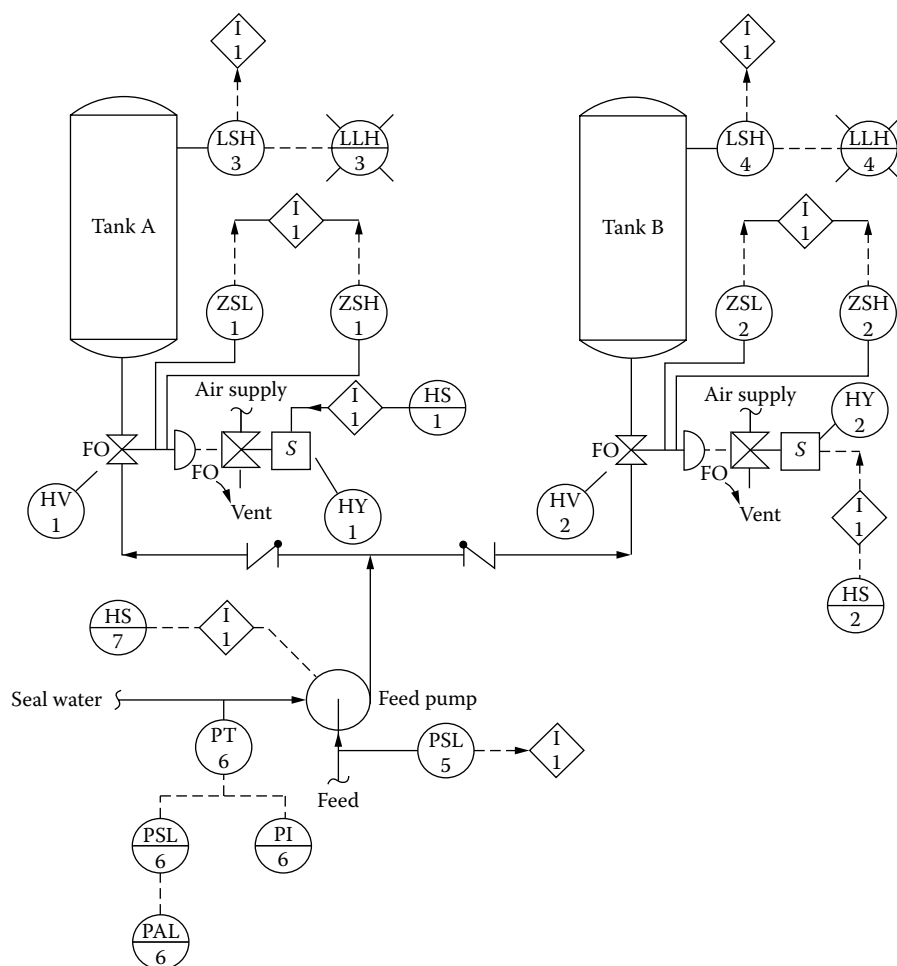 I
1
I
1
LSH
3
LLH
3
LSH
4
LLH
4
Tank A
I
1
Tank B
I
1
ZSL
1
ZSH
1
ZSL
2
ZSH
2
Air supply
I
1
HS
1
Air supply
HY
2
FO
S
FO
S
FO
Vent
FO
Vent
HV
1
HY
1
HV
2
I
1
HS
7
I
1
HS
2
Seal water
Feed pump
PT
6
PSL
5
I
1
Feed
PSL
6
PI
6
PAL
6